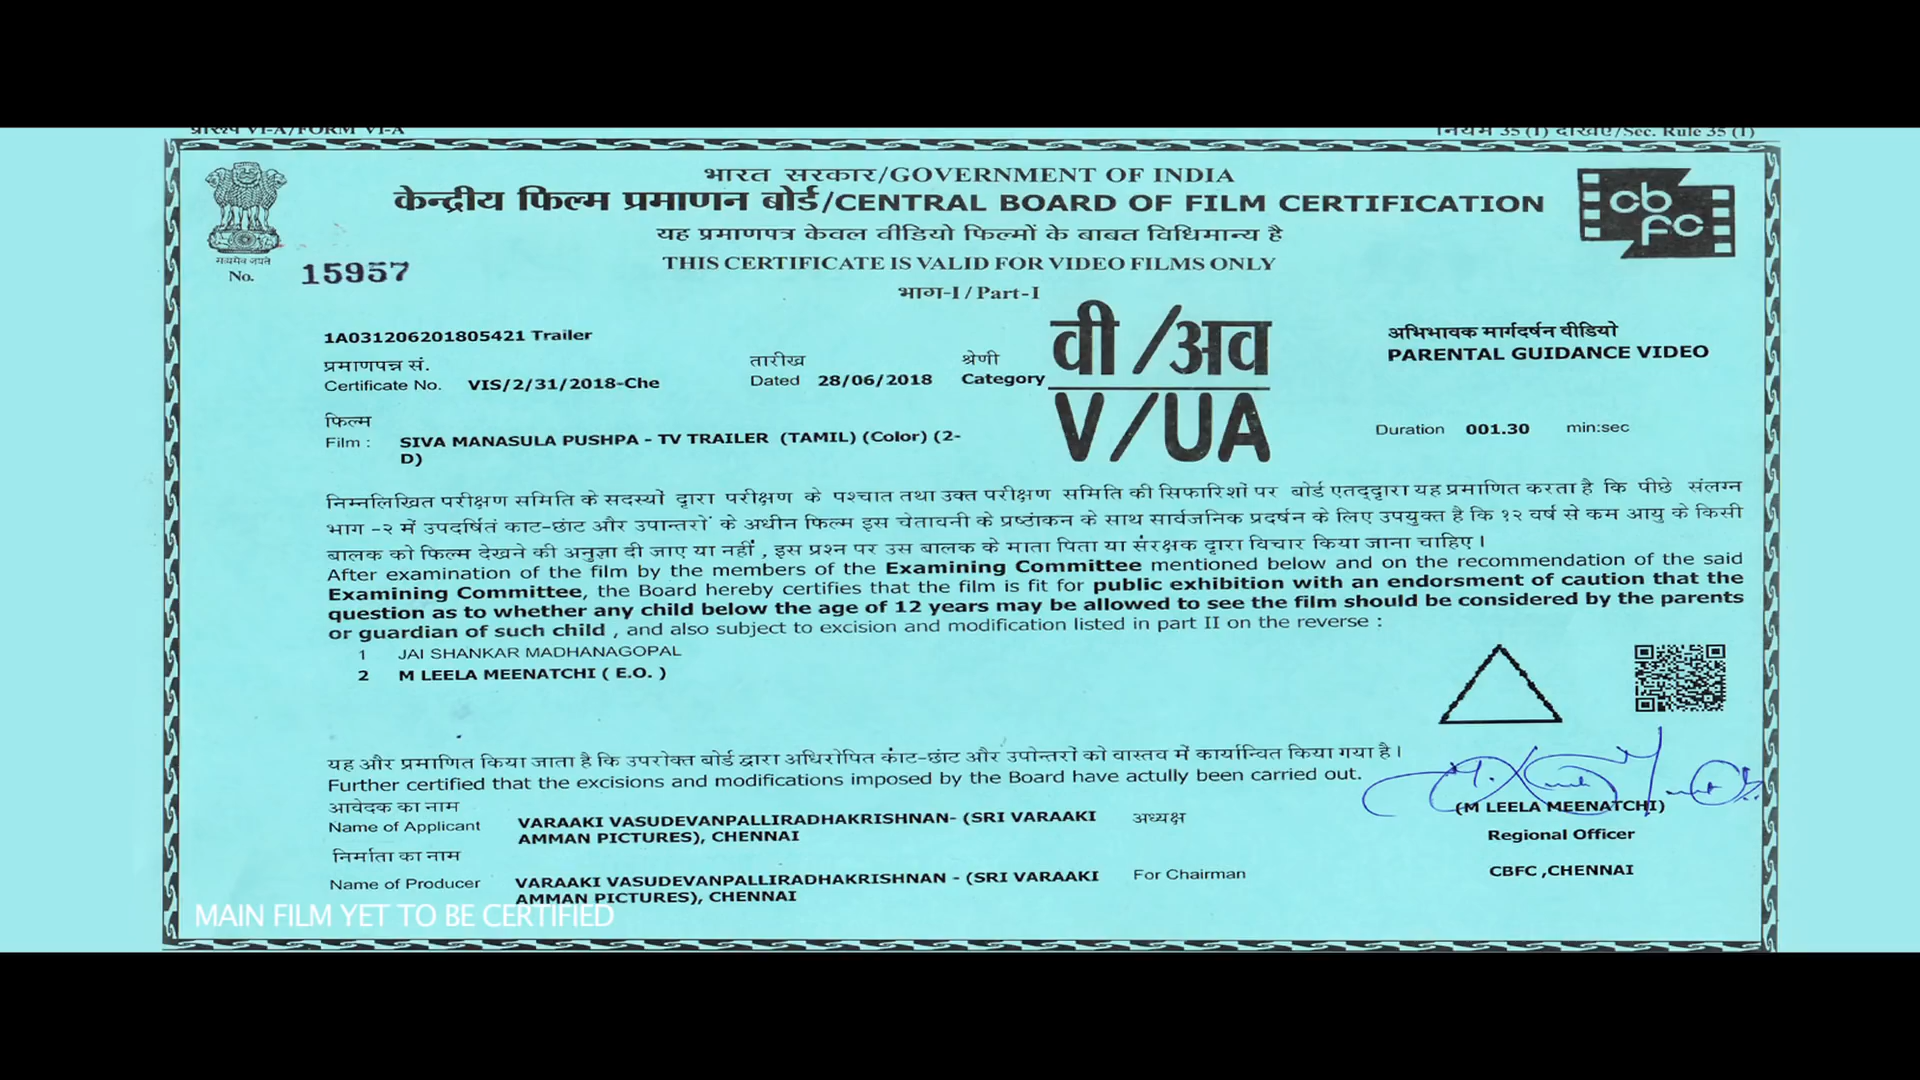 प्रारूप VI-A/FORM VI-A
नियम 35 (1) देखिए/Sec. Rule 35 (1)
भारत सरकार/GOVERNMENT OF INDIA
केन्द्रीय फिल्म प्रमाणन बोर्ड/CENTRAL BOARD OF FILM CERTIFICATION
cb
fc
यह प्रमाणपत्र केवल वीडियो फिल्मों के बाबत विधिमान्य है
सत्यमेव जयते
THIS CERTIFICATE IS VALID FOR VIDEO FILMS ONLY
No. 15957
भाग-I / Part-I
1A031206201805421 Trailer
वी/अव
V/UA
अभिभावक मार्गदर्षन वीडियो
PARENTAL GUIDANCE VIDEO
प्रमाणपन्न सं. तारीख श्रेणी
Certificate No. VIS/2/31/2018-Che Dated 28/06/2018 Category
फिल्म
Film : SIVA MANASULA PUSHPA - TV TRAILER (TAMIL) (Color) (2-
D)
Duration 001.30 min:sec
निम्नलिखित परीक्षण समिति के सदस्यों द्वारा परीक्षण के पश्चात तथा उक्त परीक्षण समिति की सिफारिशों पर बोर्ड एतद्द्वारा यह प्रमाणित करता है कि पीछे संलग्न
भाग -२ में उपदर्षित काट-छांट और उपान्तरों के अधीन फिल्म इस चेतावनी के प्रष्ठांकन के साथ सार्वजनिक प्रदर्षन के लिए उपयुक्त है कि १२ वर्ष से कम आयु के किसी
बालक को फिल्म देखने की अनुज्ञा दी जाए या नहीं , इस प्रश्न पर उस बालक के माता पिता या संरक्षक द्वारा विचार किया जाना चाहिए ।
After examination of the film by the members of the Examining Committee mentioned below and on the recommendation of the said
Examining Committee, the Board hereby certifies that the film is fit for public exhibition with an endorsment of caution that the
question as to whether any child below the age of 12 years may be allowed to see the film should be considered by the parents
or guardian of such child , and also subject to excision and modification listed in part II on the reverse :
1 JAI SHANKAR MADHANAGOPAL
2 M LEELA MEENATCHI ( E.O. )
यह और प्रमाणित किया जाता है कि उपरोक्त बोर्ड द्वारा अधिरोपित कांट-छांट और उपोन्तरों को वास्तव में कार्यान्वित किया गया है ।
Further certified that the excisions and modifications imposed by the Board have actully been carried out.
आवेदक का नाम
Name of Applicant VARAAKI VASUDEVANPALLIRADHAKRISHNAN- (SRI VARAAKI
AMMAN PICTURES), CHENNAI
अध्यक्ष
(M LEELA MEENATCHI)
Regional Officer
निर्माता का नाम
Name of Producer VARAAKI VASUDEVANPALLIRADHAKRISHNAN - (SRI VARAAKI
AMMAN PICTURES), CHENNAI
For Chairman
CBFC ,CHENNAI
MAIN FILM YET TO BE CERTIFIED